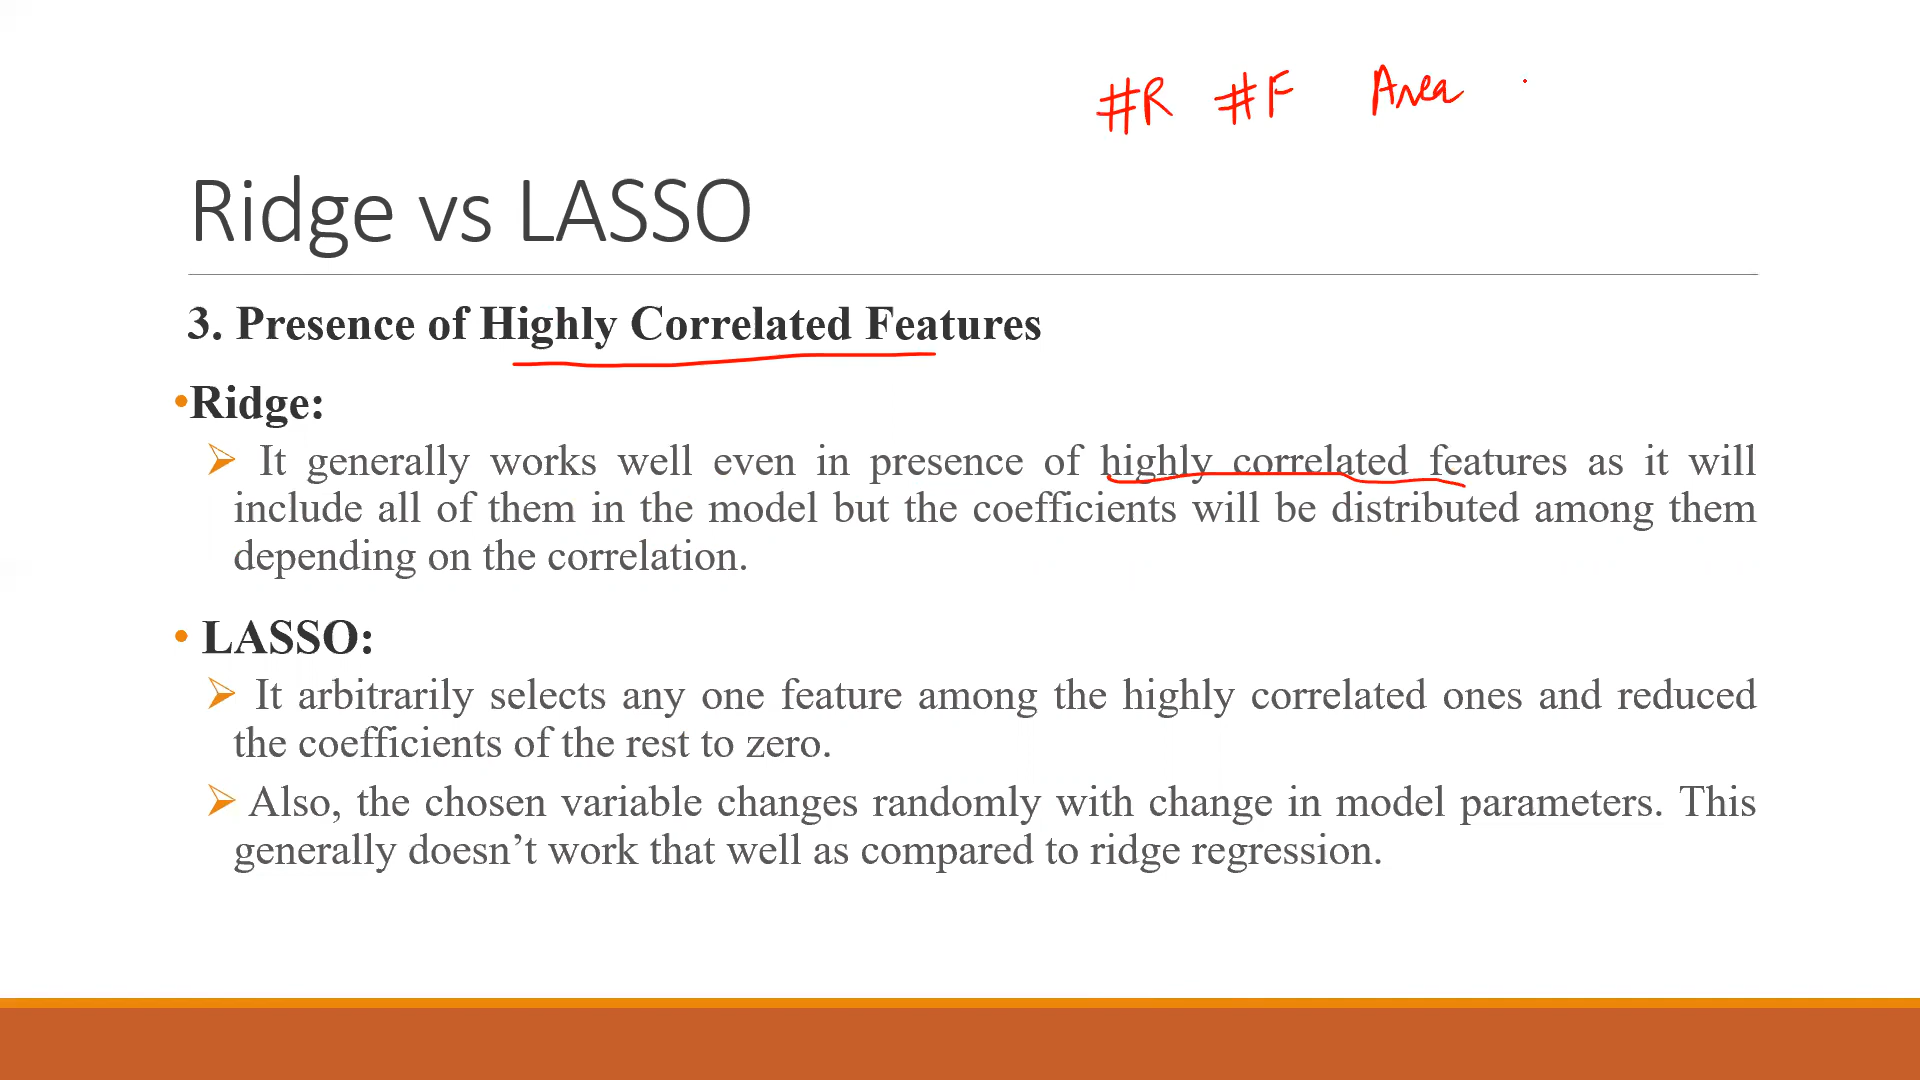 #R #F Area
Ridge vs LASSO
3. Presence of Highly Correlated Features
•Ridge:
➢ It generally works well even in presence of highly correlated features as it will
include all of them in the model but the coefficients will be distributed among them
depending on the correlation.
• LASSO:
➢ It arbitrarily selects any one feature among the highly correlated ones and reduced
the coefficients of the rest to zero.
➢ Also, the chosen variable changes randomly with change in model parameters. This
generally doesn’t work that well as compared to ridge regression.